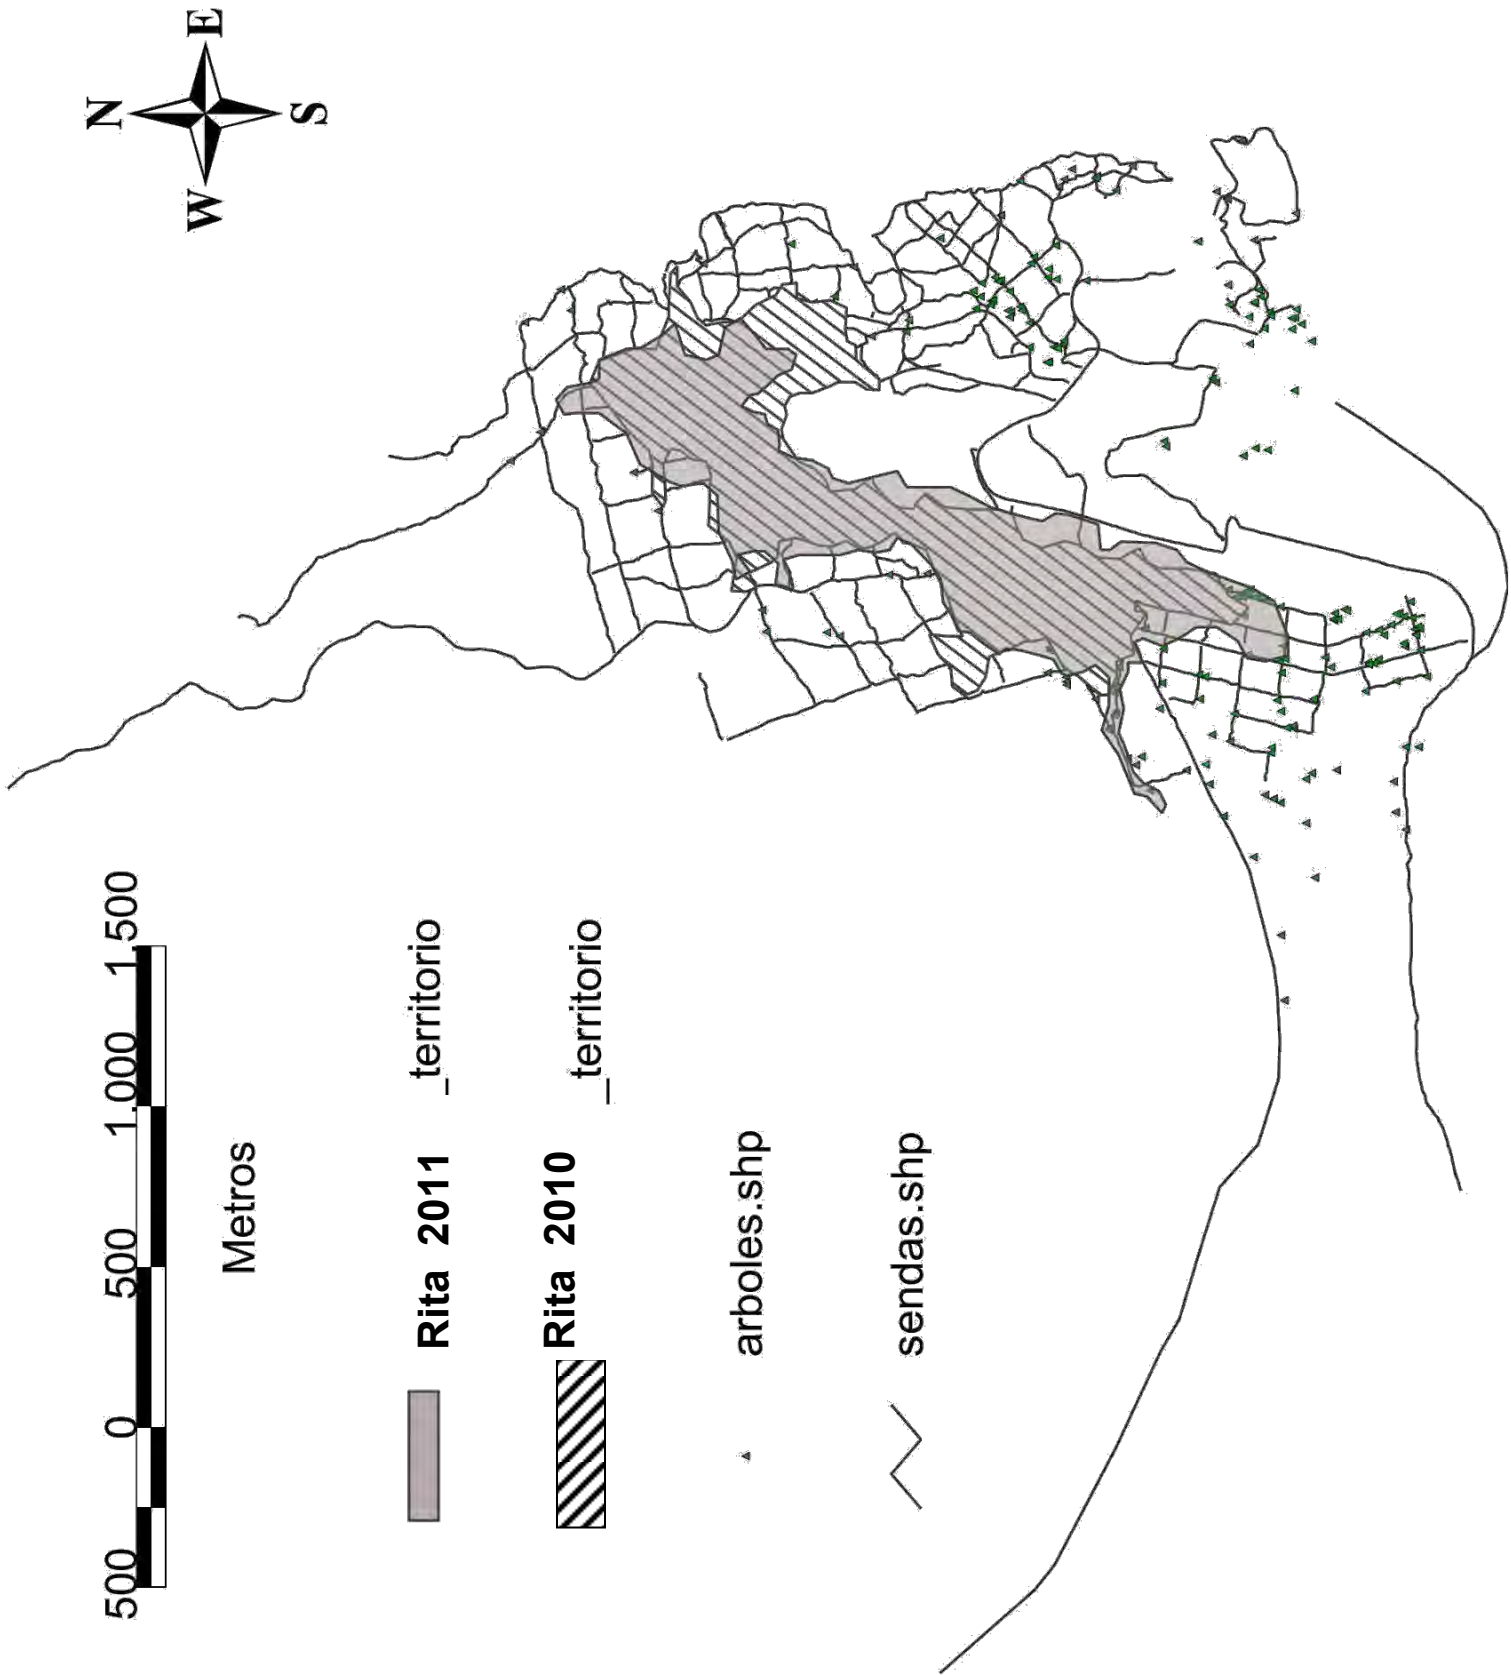 N
W E
S
500 0 500 1.000 1.500
Metros
Rita 2011 _territorio
Rita 2010 _territorio
arboles.shp
sendas.shp